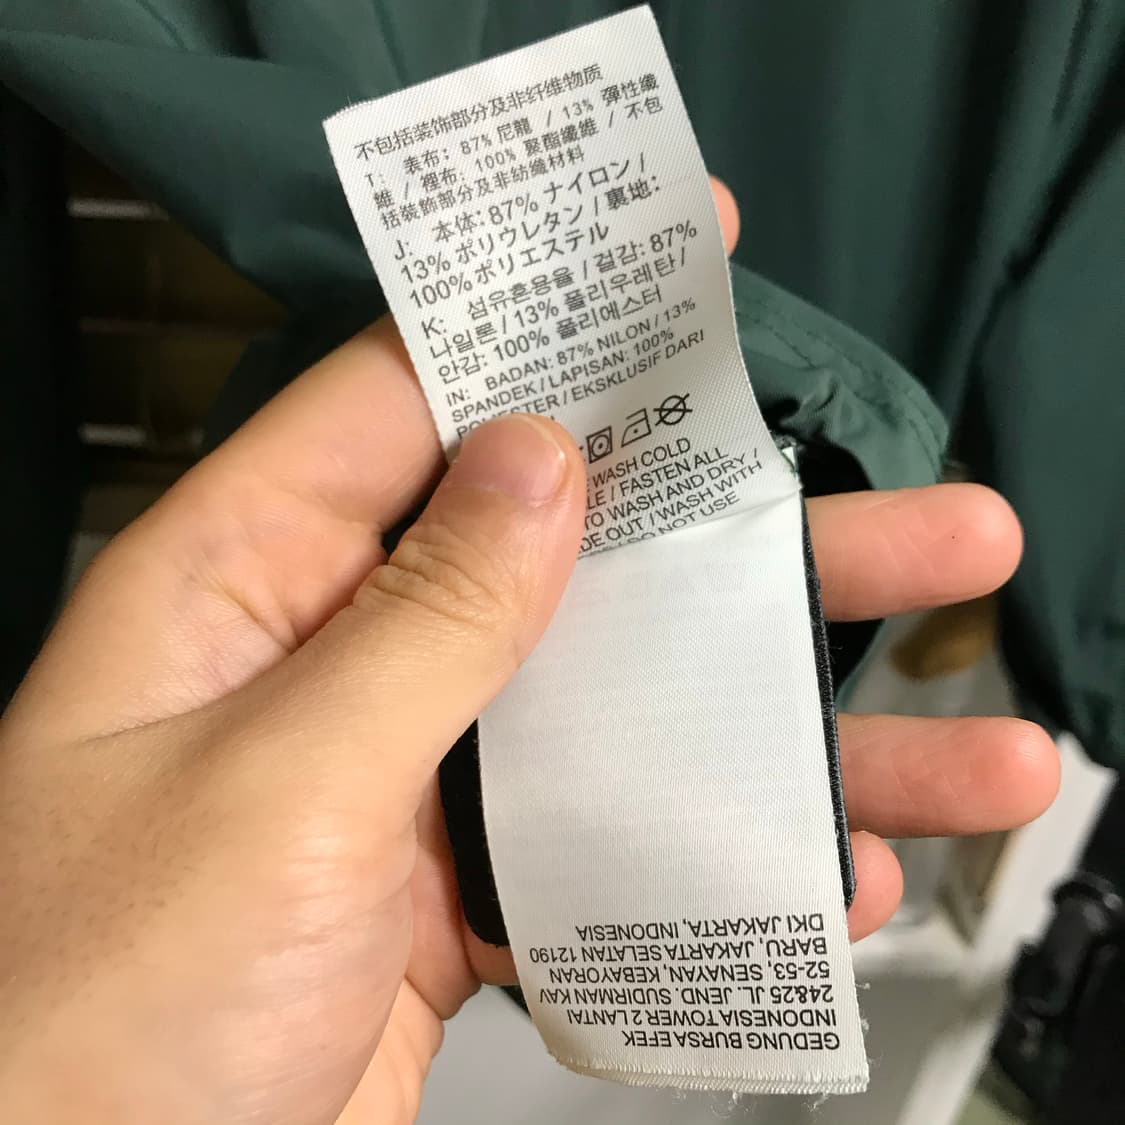 不包括装饰部分及非纤维物质
T: 表布: 87% 尼龍 / 13% 彈性纖
維 / 裡布: 100% 聚酯纖維 / 不包
括裝飾部分及非紡織材料
J: 本体: 87% ナイロン /
13% ポリウレタン / 裏地:
100% ポリエステル
K: 섬유혼용율 / 겉감: 87%
나일론 / 13% 폴리우레탄 /
안감: 100% 폴리에스터
IN: BADAN: 87% NILON / 13%
SPANDEK / LAPISAN: 100%
POLYESTER / EKSKLUSIF DARI
WASH COLD
/ FASTEN ALL
TO WASH AND DRY /
OUT / WASH WITH
/ DO NOT USE
GEDUNG BURSA EFEK
INDONESIA TOWER 2 LANTAI
24&25 JL. JEND. SUDIRMAN KAV
52-53, SENAYAN, KEBAYORAN
BARU, JAKARTA SELATAN 12190
DKI JAKARTA, INDONESIA